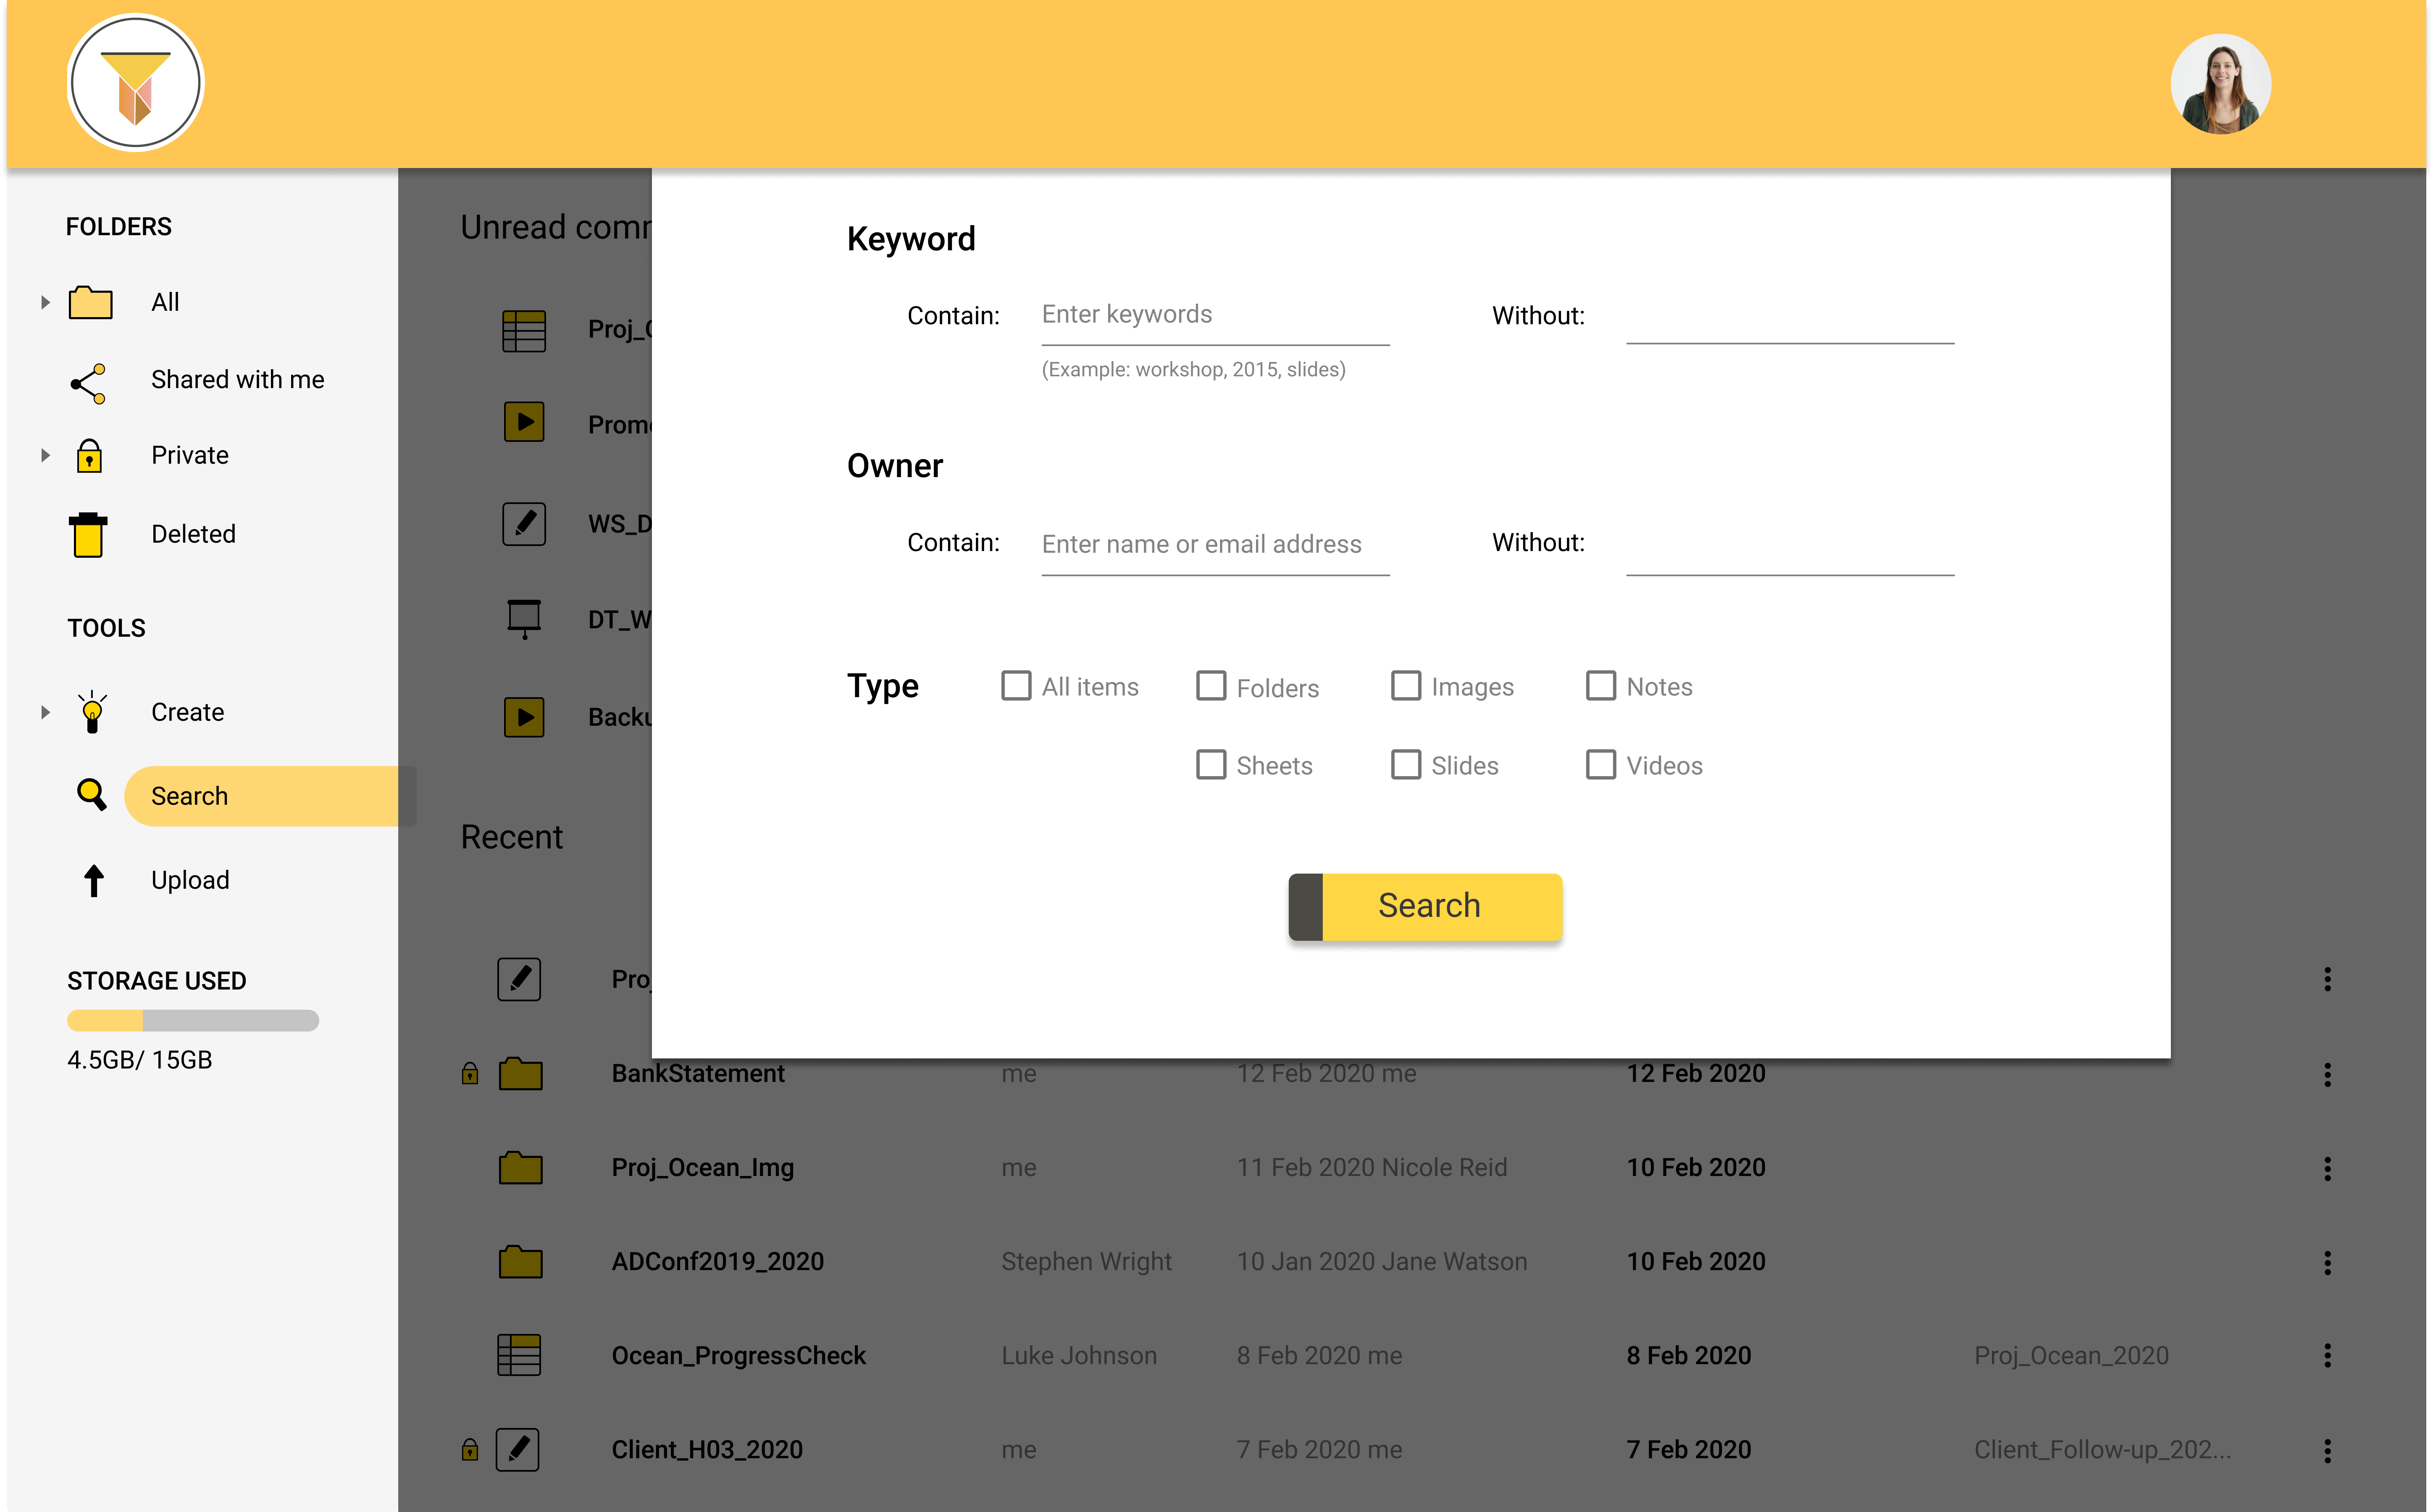 FOLDERS
All
Shared with me
Private
Deleted
TOOLS
Create
Search
Upload
STORAGE USED
4.5GB/ 15GB
Unread comm
Proj_
Prom
WS_D
DT_W
Back
Recent
Pro
Keyword
Contain: Enter keywords Without:
(Example: workshop, 2015, slides)
Owner
Contain: Enter name or email address Without:
Type All items Folders Images Notes
Sheets Slides Videos
Search
BankStatement me 12 Feb 2020 me 12 Feb 2020
Proj_Ocean_Img me 11 Feb 2020 Nicole Reid 10 Feb 2020
ADConf2019_2020 Stephen Wright 10 Jan 2020 Jane Watson 10 Feb 2020
Ocean_ProgressCheck Luke Johnson 8 Feb 2020 me 8 Feb 2020 Proj_Ocean_2020
Client_H03_2020 me 7 Feb 2020 me 7 Feb 2020 Client_Follow-up_202...